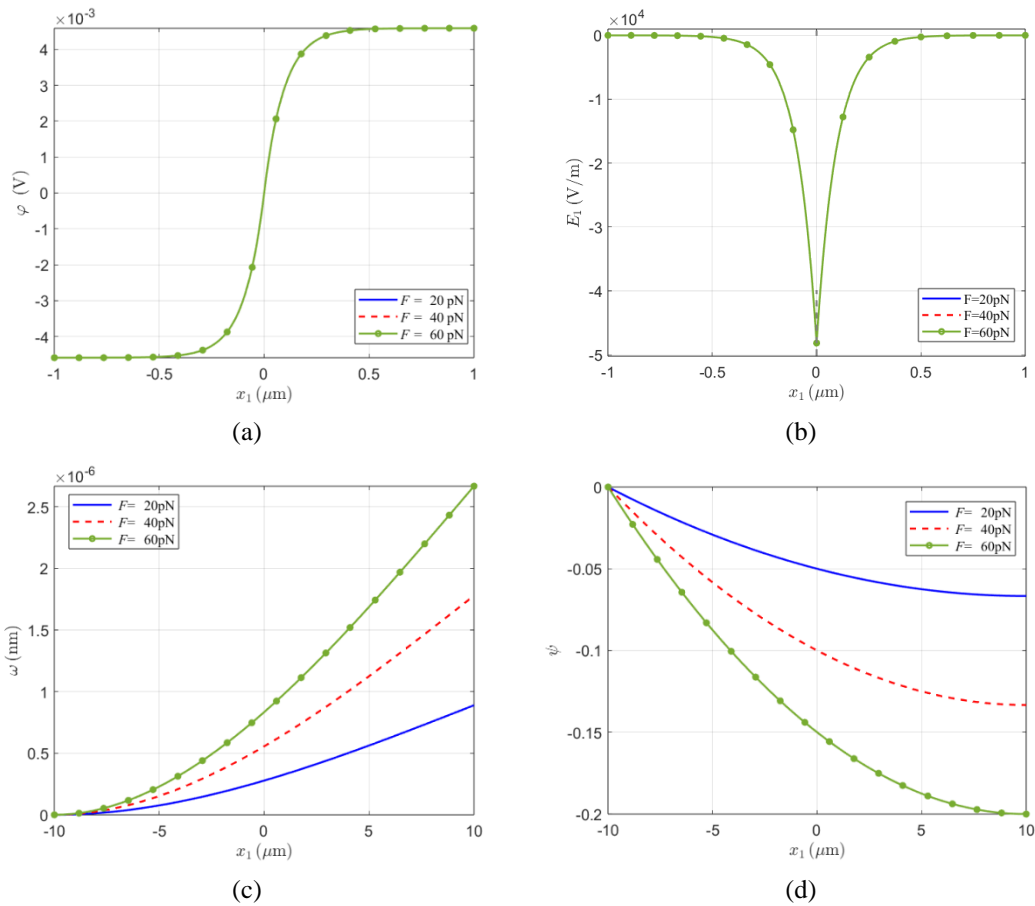 ×10⁻³
4
3
2
1
0
-1
-2
-3
-4
φ (V)
-1
-0.5
0
0.5
1
x₁ (μm)
F = 20 pN
F = 40 pN
F = 60 pN
(a)
×10⁴
0
-1
-2
-3
-4
-5
E₁ (V/m)
-1
-0.5
0
0.5
1
x₁ (μm)
F=20pN
F=40pN
F=60pN
(b)
×10⁻⁶
2.5
2
1.5
1
0.5
0
ω (nm)
-10
-5
0
5
10
x₁ (μm)
F= 20pN
F= 40pN
F= 60pN
(c)
0
-0.05
-0.1
-0.15
-0.2
ψ
-10
-5
0
5
10
x₁ (μm)
F= 20pN
F= 40pN
F= 60pN
(d)